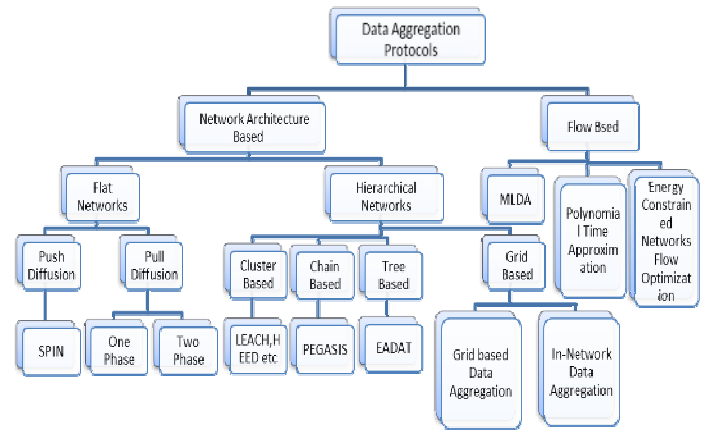 Data Aggregation
Protocols
Network Architecture
Based
Flow Bsed
Flat
Networks
Hierarchical
Networks
MLDA
Polynomia
l Time
Approxim
ation
Energy
Constrain
ed
Networks
Flow
Optimizat
ion
Push
Diffusion
Pull
Diffusion
Cluster
Based
Chain
Based
Tree
Based
Grid
Based
SPIN
One
Phase
Two
Phase
LEACH,H
EED etc
PEGASIS
EADAT
Grid based
Data
Aggregation
In-Network
Data
Aggregation